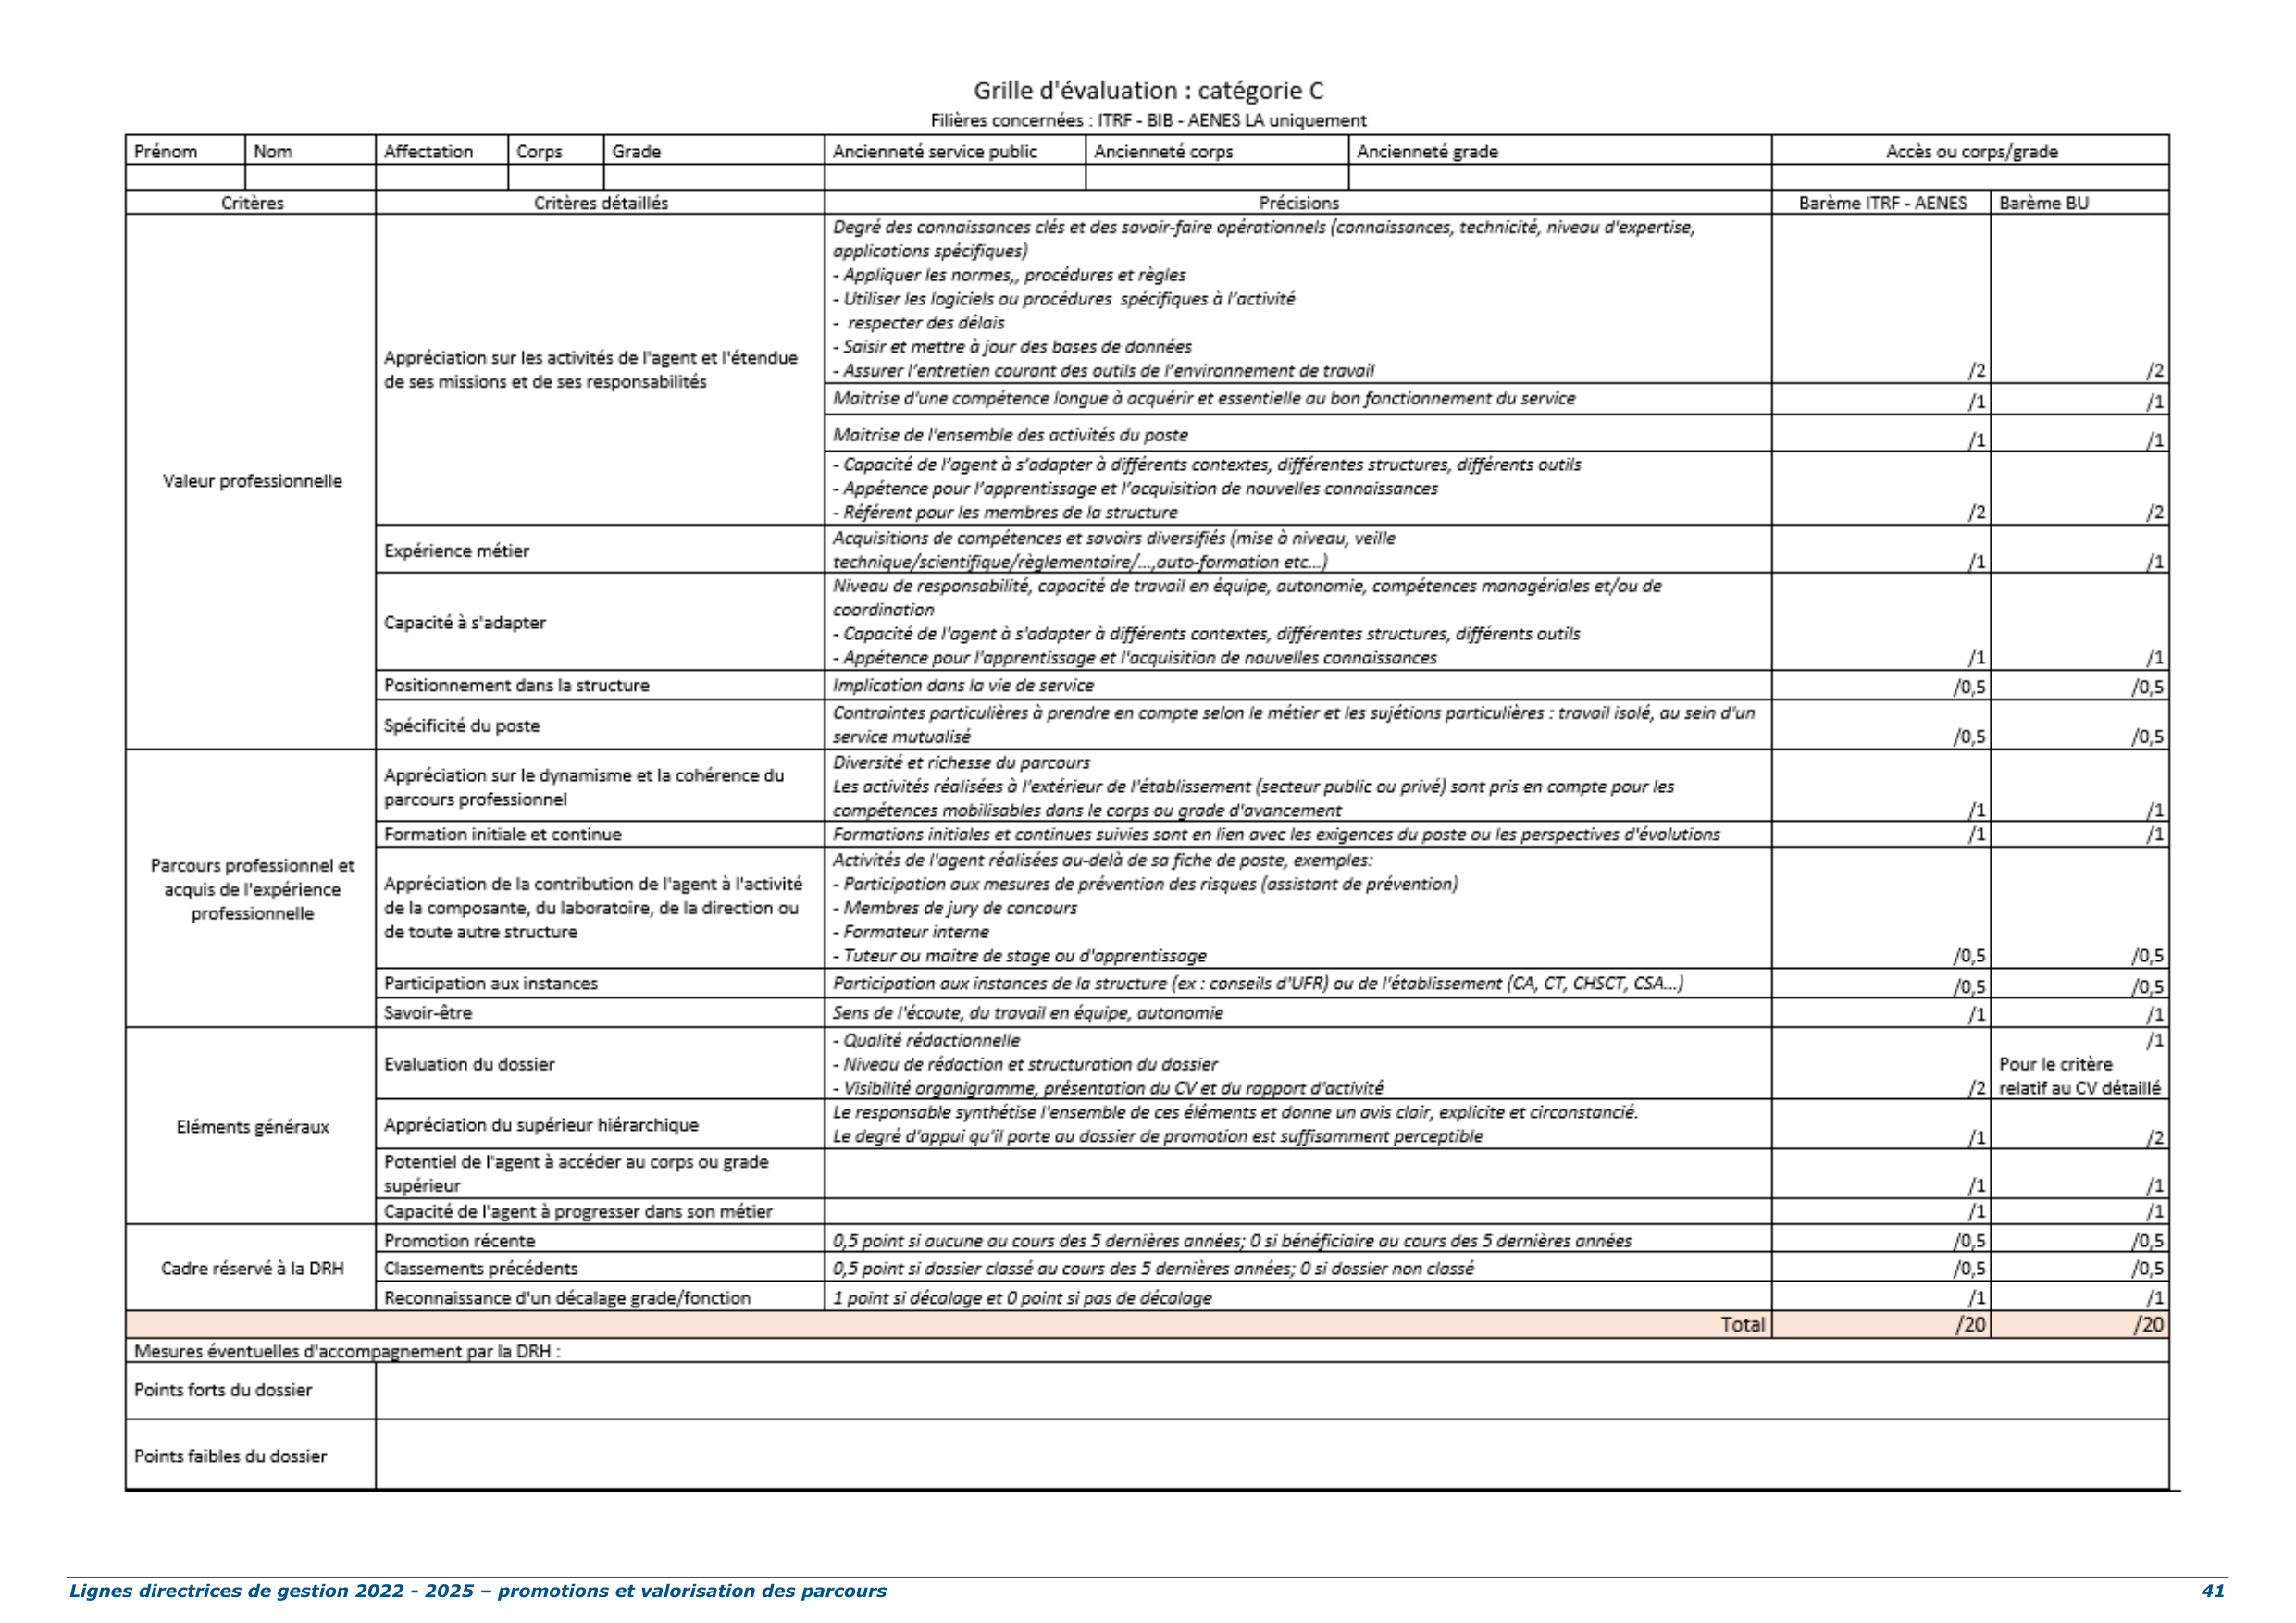 Grille d'évaluation : catégorie C
Filières concernées : ITRF - BIB - AENES LA uniquement
Prénom Nom Affectation Corps Grade Ancienneté service public Ancienneté corps Ancienneté grade Accès ou corps/grade
Critères Critères détaillés Précisions Barème ITRF - AENES Barème BU
Valeur professionnelle
Appréciation sur les activités de l'agent et l'étendue
de ses missions et de ses responsabilités
Degré des connaissances clés et des savoir-faire opérationnels (connaissances, technicité, niveau d'expertise,
applications spécifiques)
- Appliquer les normes,, procédures et règles
- Utiliser les logiciels ou procédures spécifiques à l'activité
- respecter des délais
- Saisir et mettre à jour des bases de données
- Assurer l'entretien courant des outils de l'environnement de travail /2 /2
Maitrise d'une compétence longue à acquérir et essentielle au bon fonctionnement du service /1 /1
Maitrise de l'ensemble des activités du poste /1 /1
- Capacité de l'agent à s'adapter à différents contextes, différentes structures, différents outils
- Appétence pour l'apprentissage et l'acquisition de nouvelles connaissances
- Référent pour les membres de la structure /2 /2
Expérience métier
Acquisitions de compétences et savoirs diversifiés (mise à niveau, veille
technique/scientifique/règlementaire/...,auto-formation etc...) /1 /1
Capacité à s'adapter
Niveau de responsabilité, capacité de travail en équipe, autonomie, compétences managériales et/ou de
coordination
- Capacité de l'agent à s'adapter à différents contextes, différentes structures, différents outils
- Appétence pour l'apprentissage et l'acquisition de nouvelles connaissances /1 /1
Positionnement dans la structure Implication dans la vie de service /0,5 /0,5
Spécificité du poste
Contraintes particulières à prendre en compte selon le métier et les sujétions particulières : travail isolé, au sein d'un
service mutualisé /0,5 /0,5
Parcours professionnel et
acquis de l'expérience
professionnelle
Appréciation sur le dynamisme et la cohérence du
parcours professionnel
Diversité et richesse du parcours
Les activités réalisées à l'extérieur de l'établissement (secteur public ou privé) sont pris en compte pour les
compétences mobilisables dans le corps ou grade d'avancement /1 /1
Formation initiale et continue Formations initiales et continues suivies sont en lien avec les exigences du poste ou les perspectives d'évolutions /1 /1
Appréciation de la contribution de l'agent à l'activité
de la composante, du laboratoire, de la direction ou
de toute autre structure
Activités de l'agent réalisées au-delà de sa fiche de poste, exemples:
- Participation aux mesures de prévention des risques (assistant de prévention)
- Membres de jury de concours
- Formateur interne
- Tuteur ou maitre de stage ou d'apprentissage /0,5 /0,5
Participation aux instances Participation aux instances de la structure (ex : conseils d'UFR) ou de l'établissement (CA, CT, CHSCT, CSA...) /0,5 /0,5
Savoir-être Sens de l'écoute, du travail en équipe, autonomie /1 /1
Eléments généraux
Evaluation du dossier
- Qualité rédactionnelle
- Niveau de rédaction et structuration du dossier
- Visibilité organigramme, présentation du CV et du rapport d'activité /2
/1
Pour le critère
relatif au CV détaillé
Appréciation du supérieur hiérarchique
Le responsable synthétise l'ensemble de ces éléments et donne un avis clair, explicite et circonstancié.
Le degré d'appui qu'il porte au dossier de promotion est suffisamment perceptible /1 /2
Potentiel de l'agent à accéder au corps ou grade
supérieur /1 /1
Capacité de l'agent à progresser dans son métier /1 /1
Cadre réservé à la DRH
Promotion récente 0,5 point si aucune au cours des 5 dernières années; 0 si bénéficiaire au cours des 5 dernières années /0,5 /0,5
Classements précédents 0,5 point si dossier classé au cours des 5 dernières années; 0 si dossier non classé /0,5 /0,5
Reconnaissance d'un décalage grade/fonction 1 point si décalage et 0 point si pas de décalage /1 /1
Total /20 /20
Mesures éventuelles d'accompagnement par la DRH :
Points forts du dossier
Points faibles du dossier
Lignes directrices de gestion 2022 - 2025 – promotions et valorisation des parcours 41